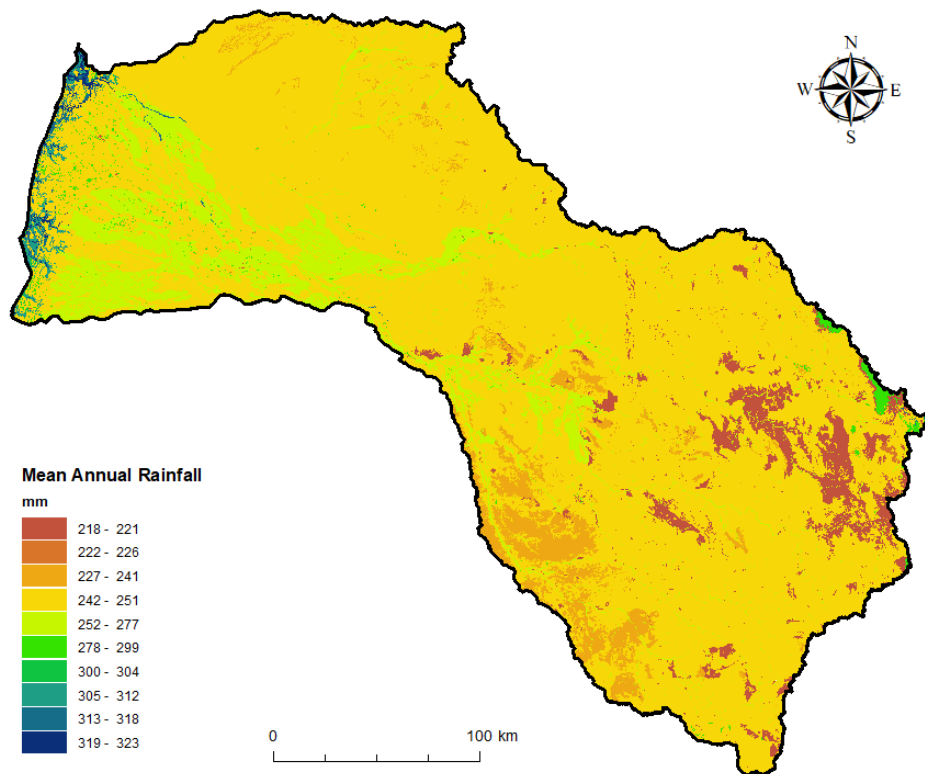 N
W E
S
Mean Annual Rainfall
mm
218 - 221
222 - 226
227 - 241
242 - 251
252 - 277
278 - 299
300 - 304
305 - 312
313 - 318
319 - 323
0 100 km